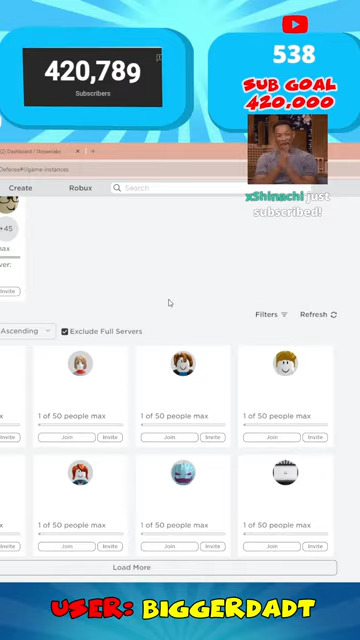 420,789
Subscribers
538
SUB GOAL
420,000
xShinachi just
subscribed!
Create
Robux
Search
+45
Invite
Filters
Refresh
Ascending
Exclude Full Servers
1 of 50 people max
1 of 50 people max
1 of 50 people max
Join
Invite
Join
Invite
Join
Invite
1 of 50 people max
1 of 50 people max
1 of 50 people max
Join
Invite
Join
Invite
Join
Invite
Load More
USER: BIGGERDADT